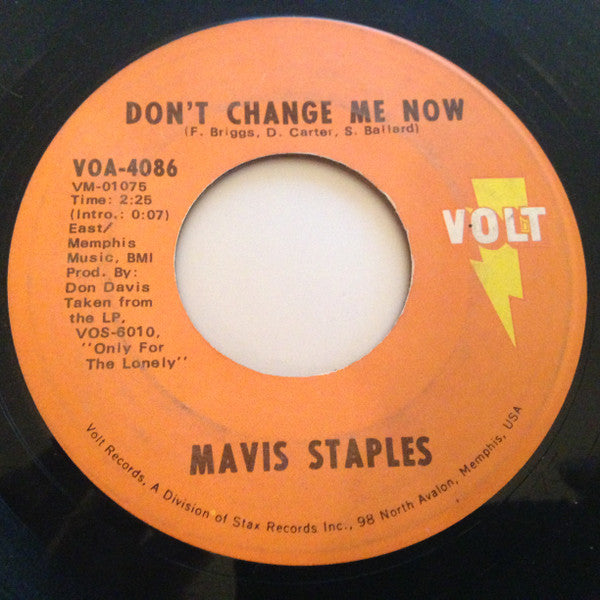 DON'T CHANGE ME NOW
(F. Briggs, D. Carter, S. Ballard)
VOA-4086
VM-01075
Time: 2:25
(Intro.: 0:07)
East/
Memphis
Music, BMI
Prod. By:
Don Davis
Taken from
the LP,
VOS-6010,
"Only For
The Lonely"
VOLT
MAVIS STAPLES
Volt Records, A Division of Stax Records Inc., 98 North Avalon, Memphis, USA